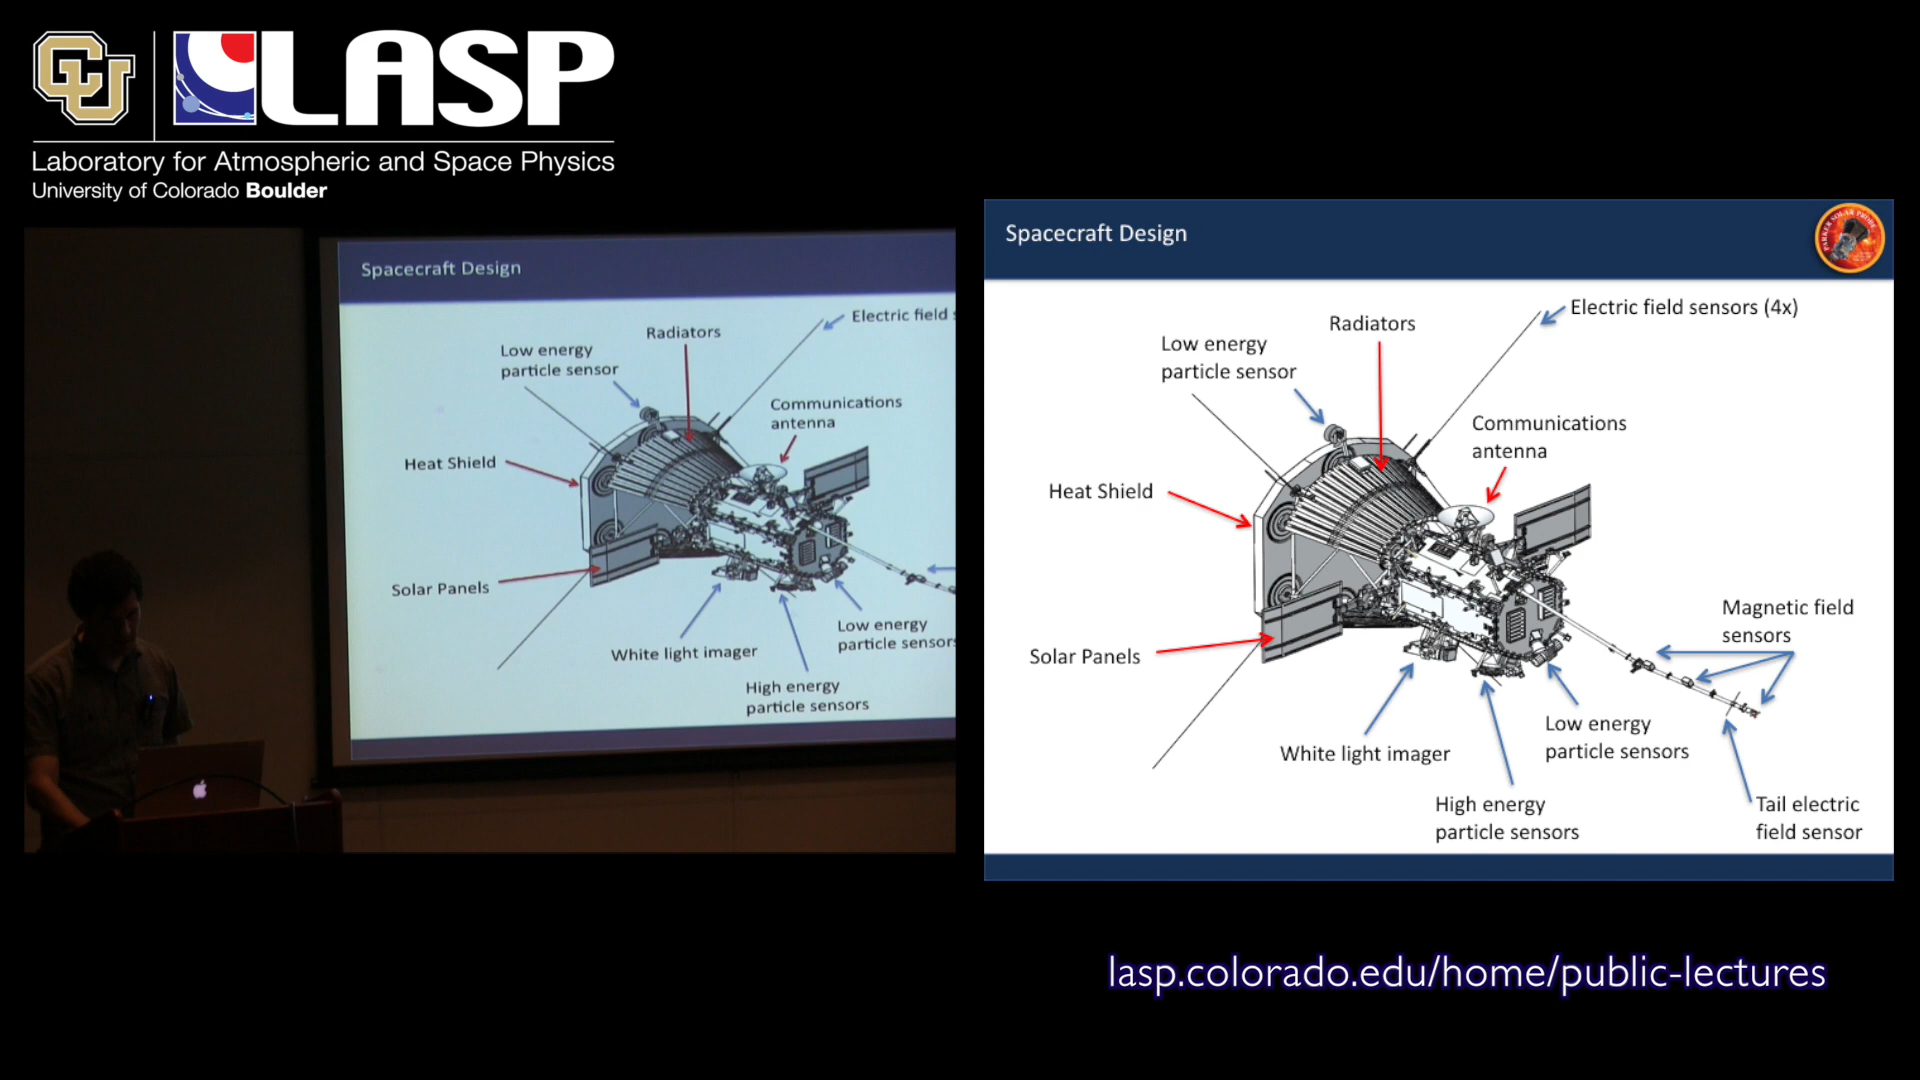 CU
LASP
Laboratory for Atmospheric and Space Physics
University of Colorado Boulder
Spacecraft Design
Electric field
Radiators
Low energy
particle sensor
Communications
antenna
Heat Shield
Solar Panels
Low energy
particle sensors
White light imager
High energy
particle sensors
Spacecraft Design
PARKER SOLAR PROBE
Electric field sensors (4x)
Radiators
Low energy
particle sensor
Communications
antenna
Heat Shield
Magnetic field
sensors
Solar Panels
Low energy
particle sensors
White light imager
High energy
particle sensors
Tail electric
field sensor
lasp.colorado.edu/home/public-lectures